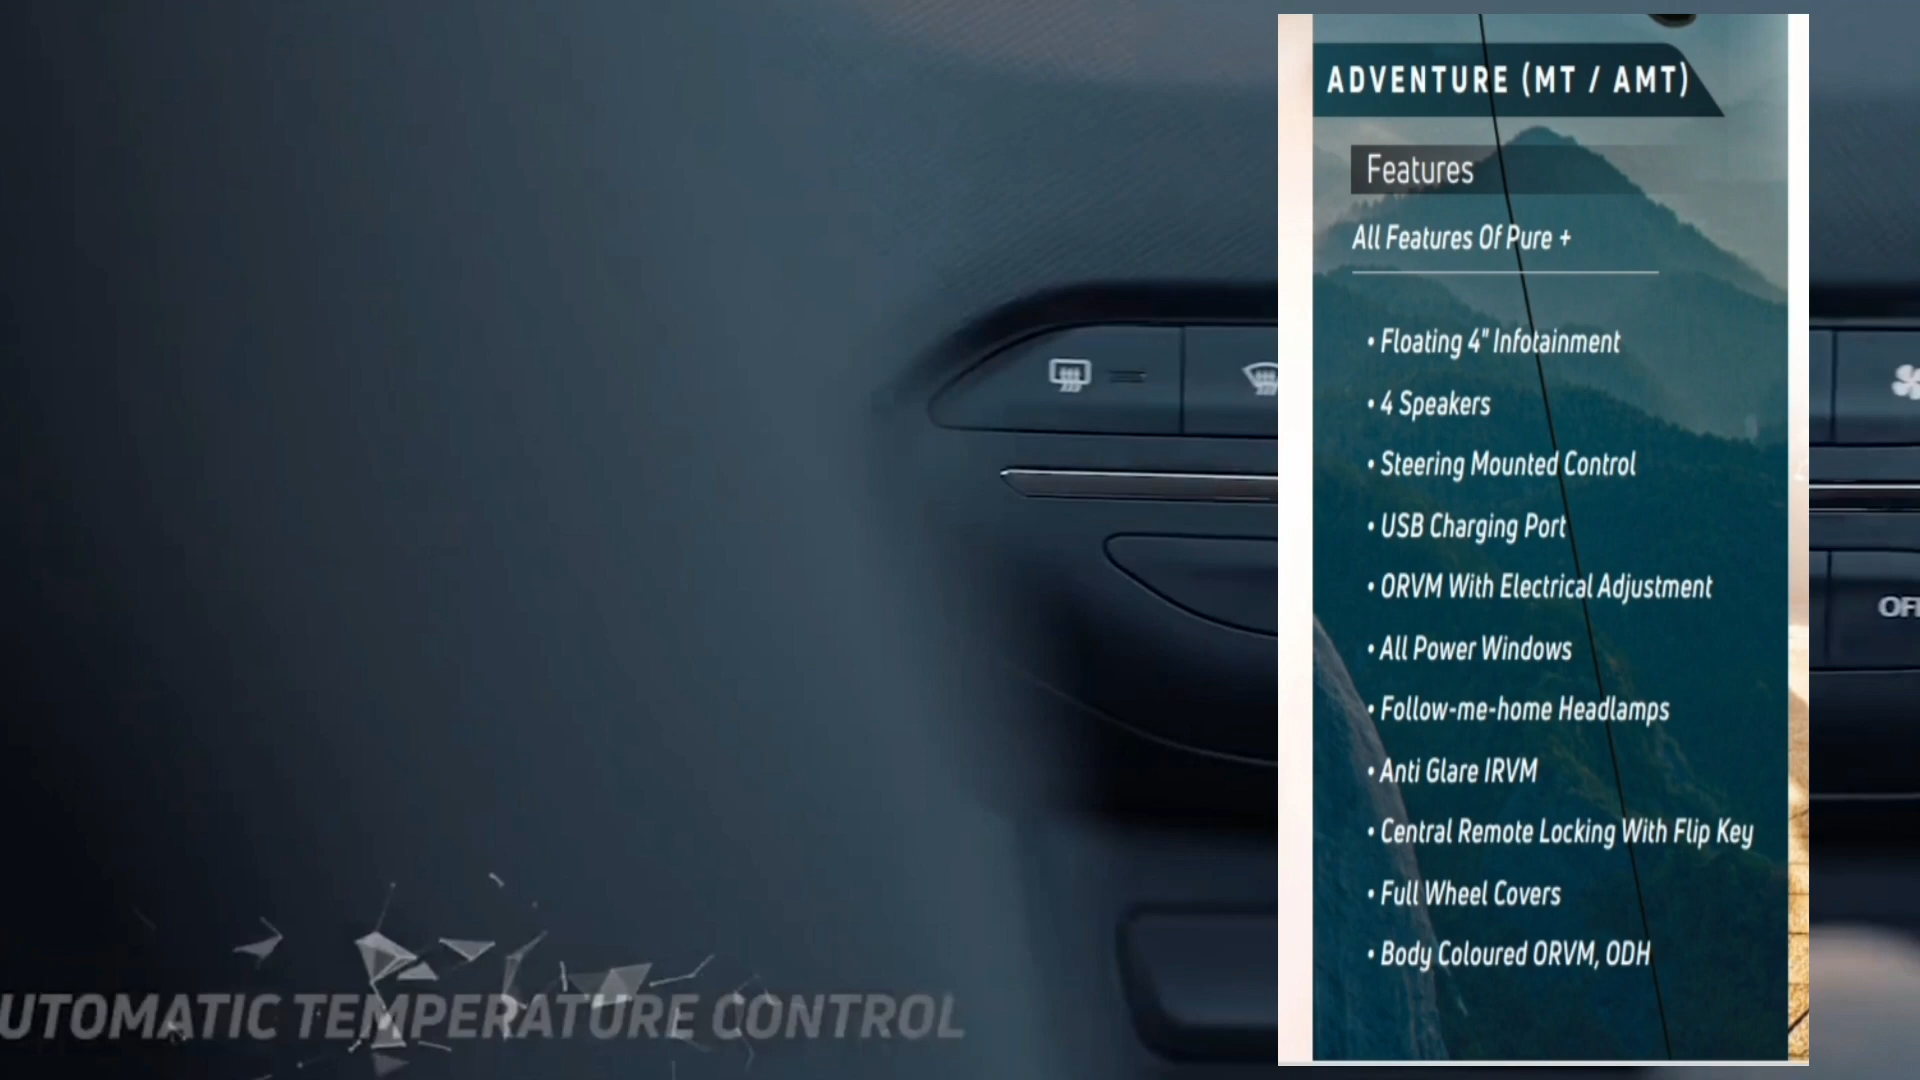 ADVENTURE (MT / AMT)
Features
All Features Of Pure +
• Floating 4" Infotainment
• 4 Speakers
• Steering Mounted Control
• USB Charging Port
• ORVM With Electrical Adjustment
• All Power Windows
• Follow-me-home Headlamps
• Anti Glare IRVM
• Central Remote Locking With Flip Key
• Full Wheel Covers
• Body Coloured ORVM, ODH
OFF
UTOMATIC TEMPERATURE CONTROL